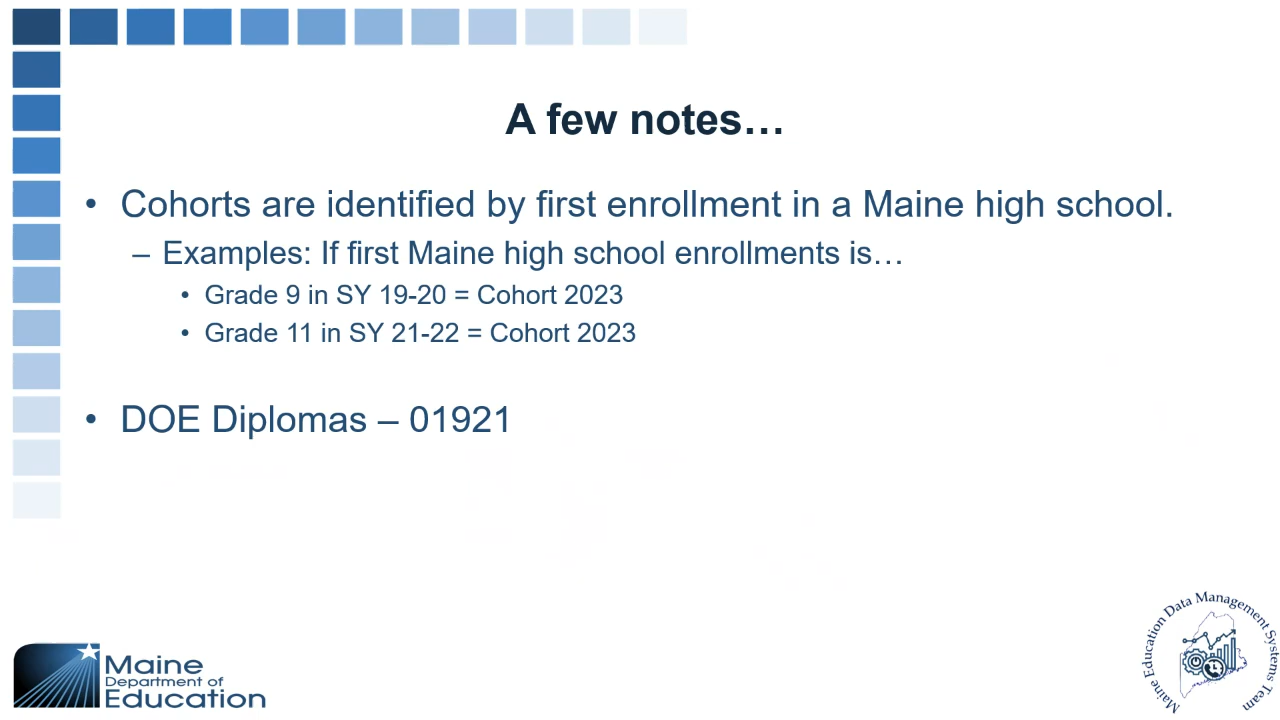 A few notes…
• Cohorts are identified by first enrollment in a Maine high school.
– Examples: If first Maine high school enrollments is…
• Grade 9 in SY 19-20 = Cohort 2023
• Grade 11 in SY 21-22 = Cohort 2023
• DOE Diplomas – 01921
Maine
Department of
Education
Maine Education Data Management Systems Team